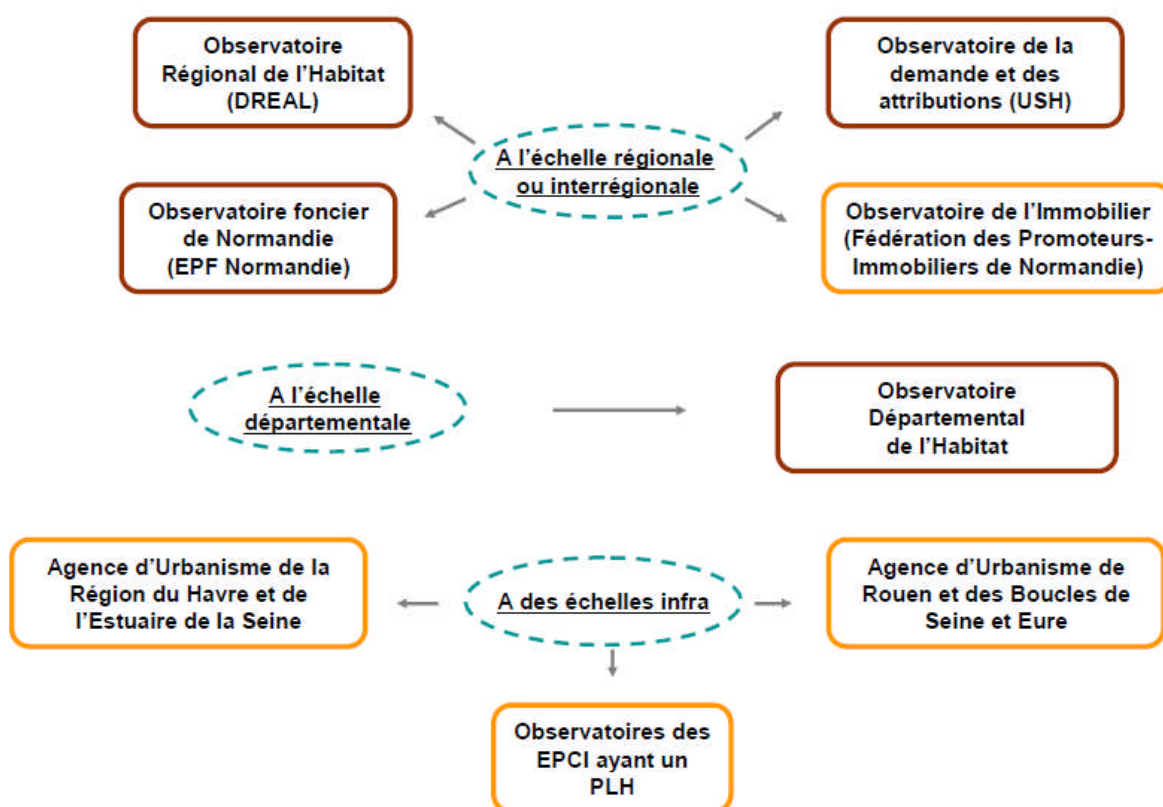 Observatoire
Régional de l'Habitat
(DREAL)
Observatoire de la
demande et des
attributions (USH)
A l'échelle régionale
ou interrégionale
Observatoire foncier
de Normandie
(EPF Normandie)
Observatoire de l'Immobilier
(Fédération des Promoteurs-
Immobiliers de Normandie)
A l'échelle
départementale
Observatoire
Départemental
de l'Habitat
Agence d'Urbanisme de la
Région du Havre et de
l'Estuaire de la Seine
A des échelles infra
Agence d'Urbanisme de
Rouen et des Boucles de
Seine et Eure
Observatoires des
EPCI ayant un
PLH